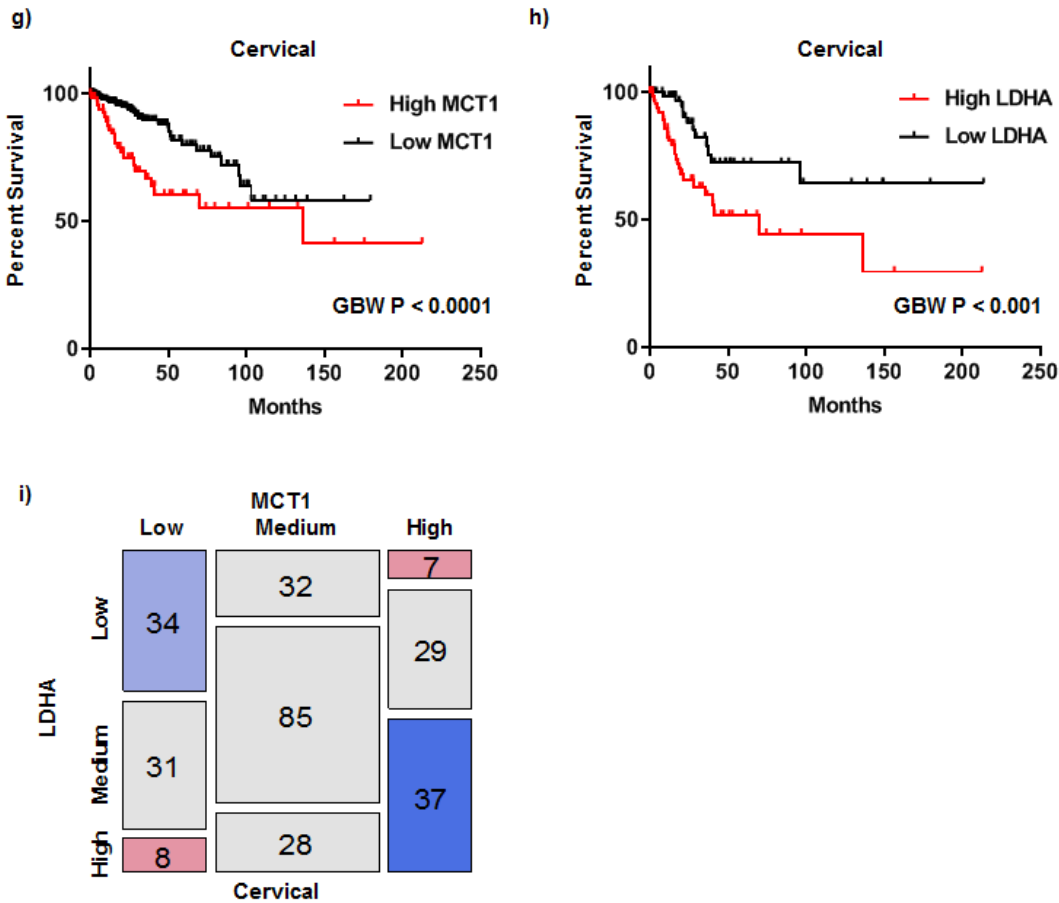 g)
Cervical
Percent Survival
100
50
0
High MCT1
Low MCT1
GBW P < 0.0001
0 50 100 150 200 250
Months
h)
Cervical
Percent Survival
100
50
0
High LDHA
Low LDHA
GBW P < 0.001
0 50 100 150 200 250
Months
i)
MCT1
Low Medium High
LDHA
Low
Medium
High
34 32 7
31 85 29
8 28 37
Cervical